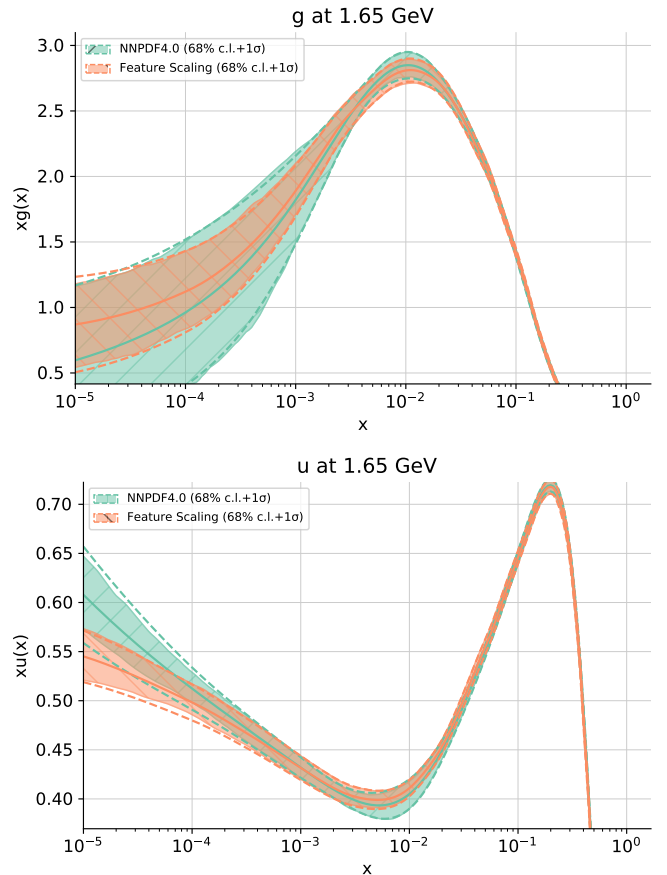 g at 1.65 GeV
NNPDF4.0 (68% c.l.+1σ)
Feature Scaling (68% c.l.+1σ)
xg(x)
3.0
2.5
2.0
1.5
1.0
0.5
10⁻⁵ 10⁻⁴ 10⁻³ 10⁻² 10⁻¹ 10⁰
x
u at 1.65 GeV
NNPDF4.0 (68% c.l.+1σ)
Feature Scaling (68% c.l.+1σ)
xu(x)
0.70
0.65
0.60
0.55
0.50
0.45
0.40
10⁻⁵ 10⁻⁴ 10⁻³ 10⁻² 10⁻¹ 10⁰
x